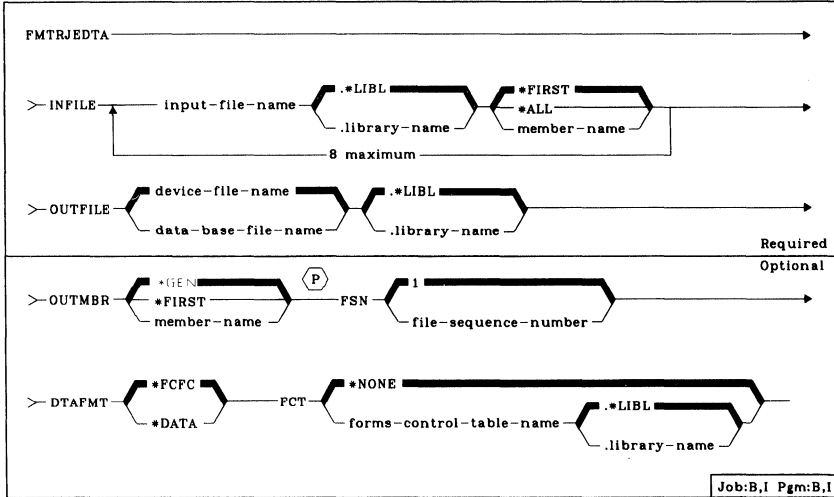 FMTRJEDTA
.*LIBL *FIRST
INFILE input-file-name *ALL
.library-name member-name
8 maximum
device-file-name .*LIBL
OUTFILE
data-base-file-name .library-name
Required
Optional
*GEN P 1
OUTMBR *FIRST FSN
member-name file-sequence-number
*FCFC *NONE
DTAFMT FCT .*LIBL
*DATA forms-control-table-name
.library-name
Job:B,I Pgm:B,I